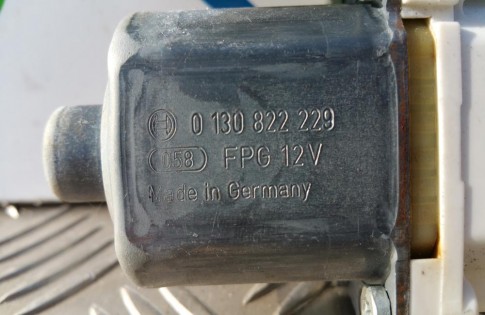 0 130 822 229
058 FPG 12V
Made in Germany